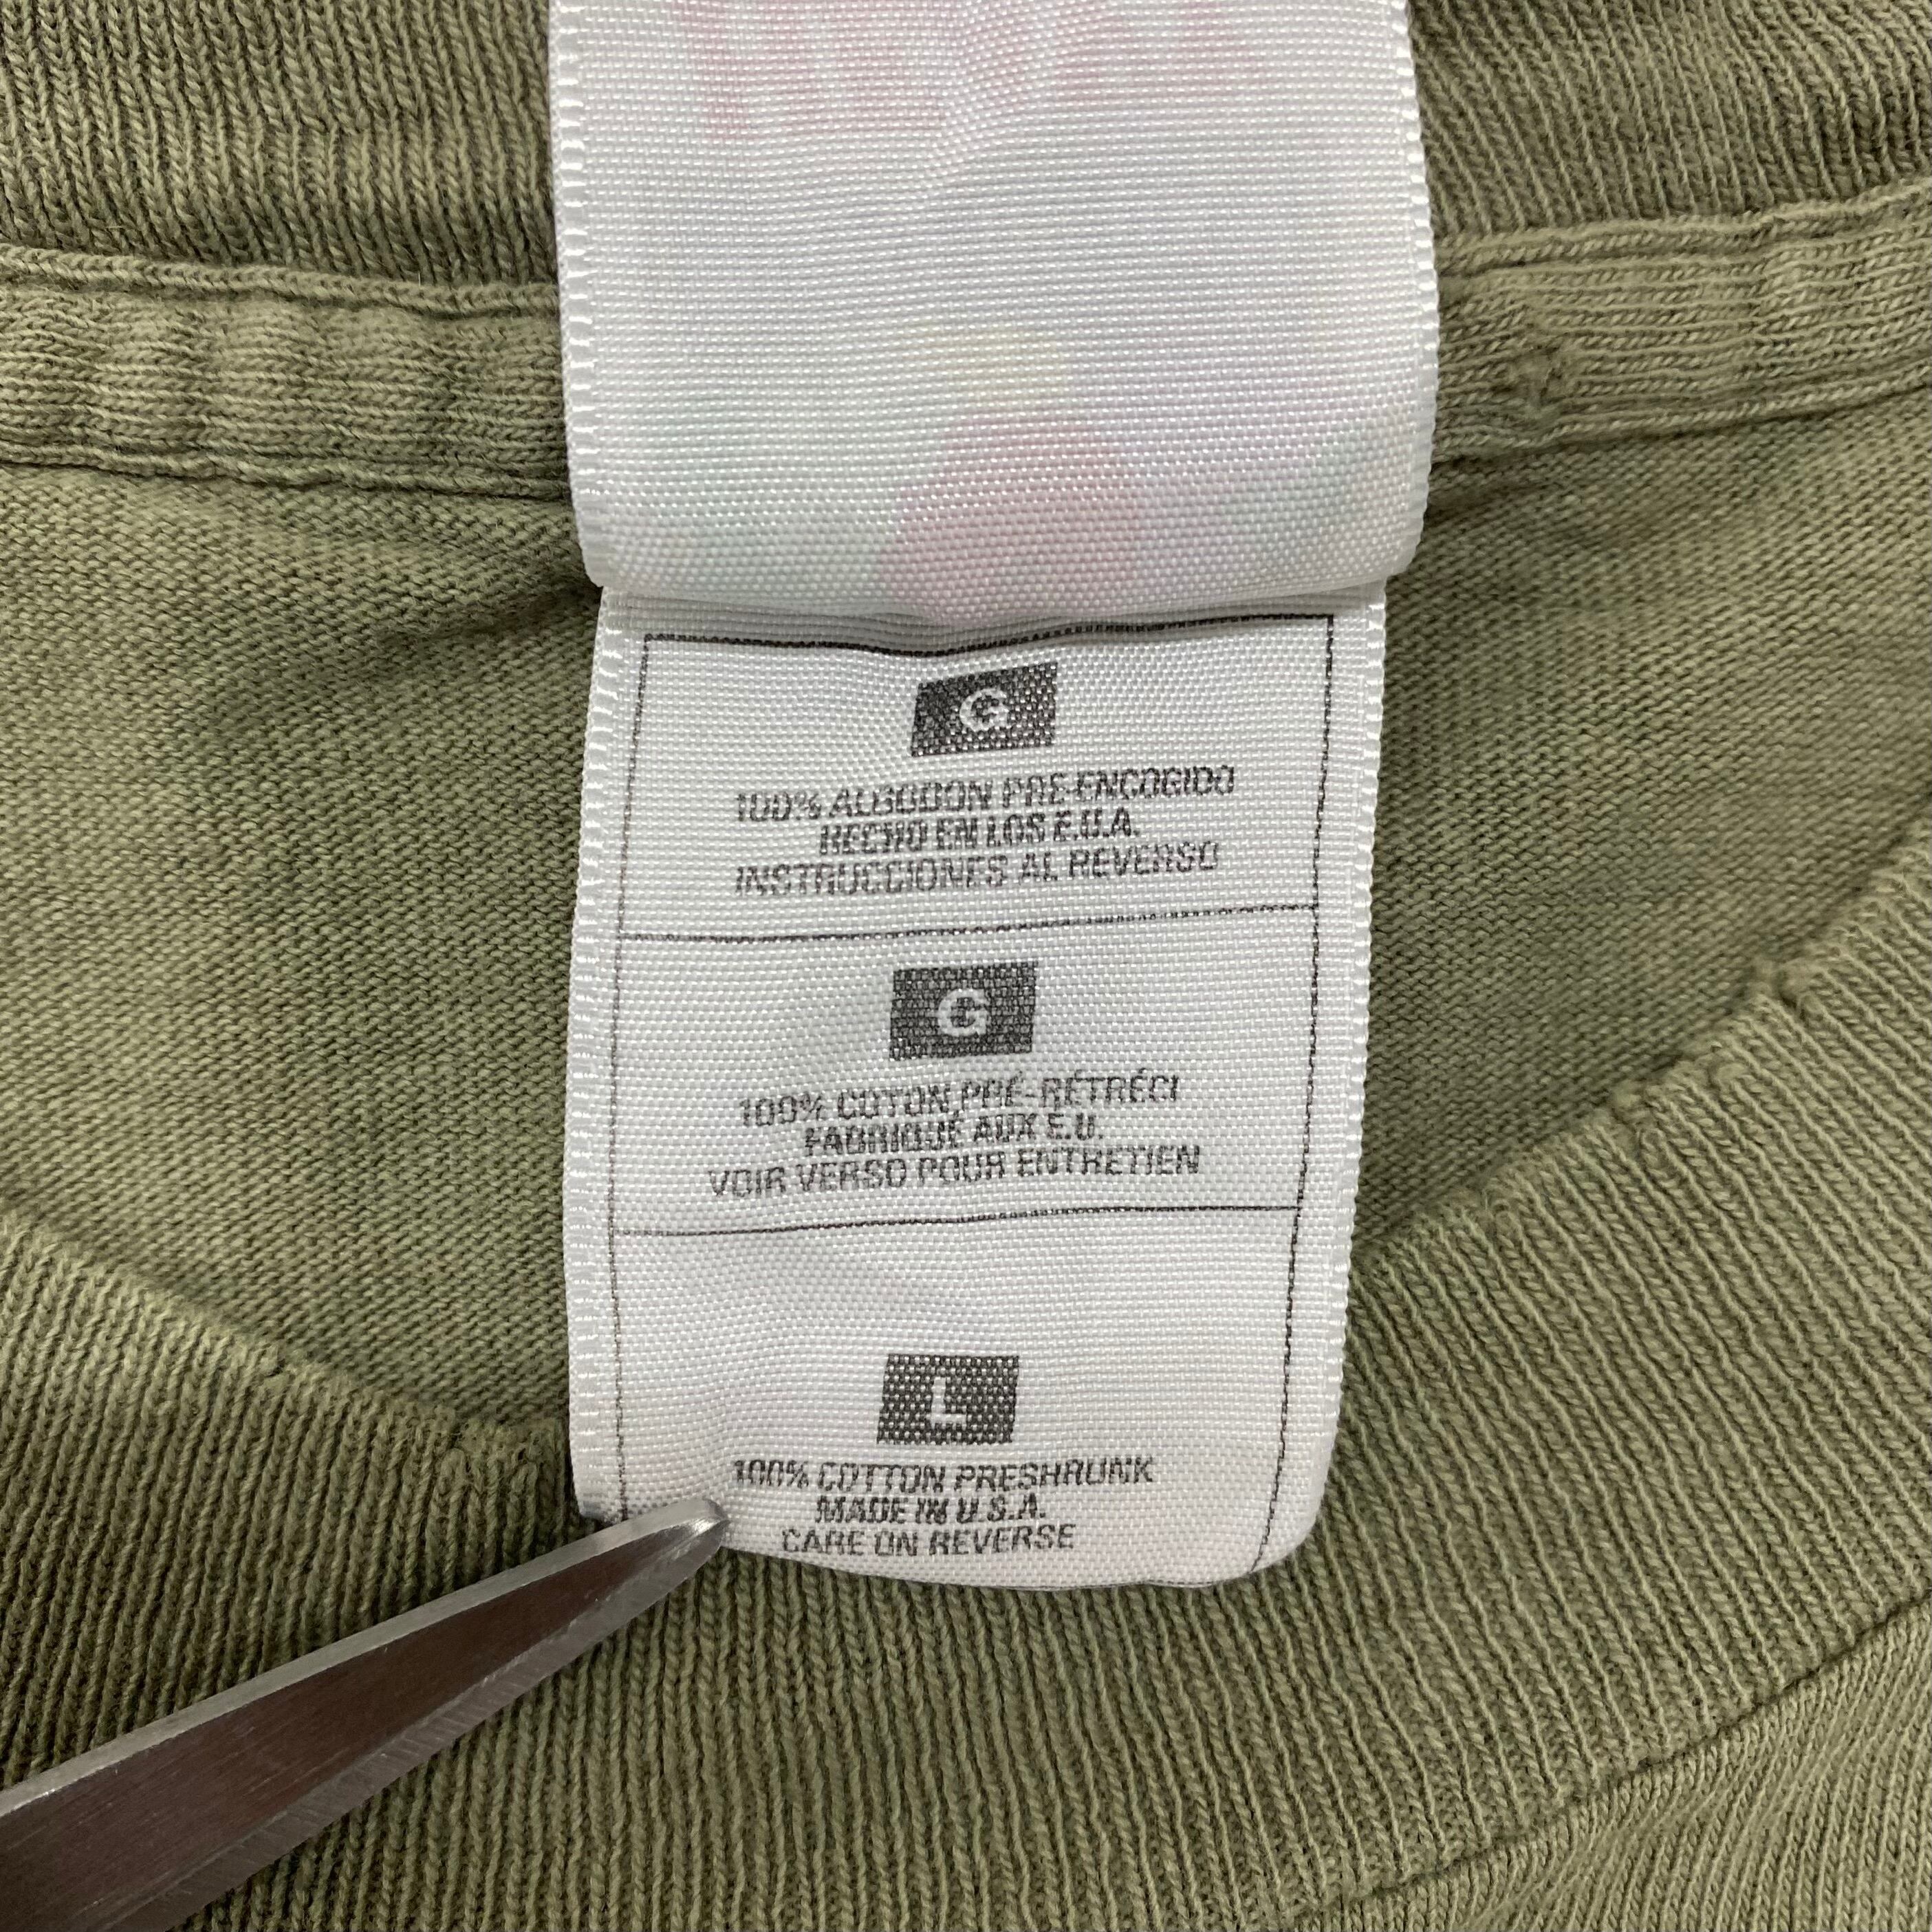 G
100% ALGODON PRE-ENCOGIDO
HECHO EN LOS E.U.A.
INSTRUCCIONES AL REVERSO
G
100% COTON, PRÉ-RÉTRÉCI
FABRIQUÉ AUX E.U.
VOIR VERSO POUR ENTRETIEN
L
100% COTTON PRESHRUNK
MADE IN U.S.A.
CARE ON REVERSE